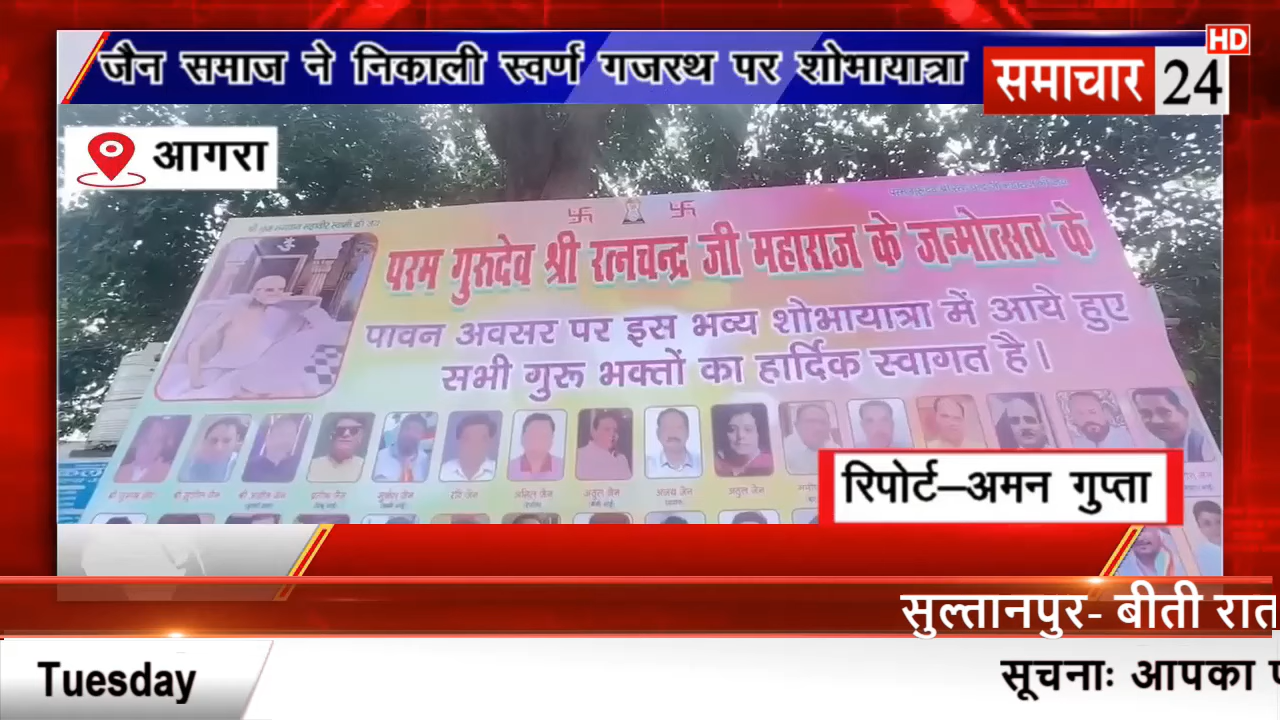 जैन समाज ने निकाली स्वर्ण गजरथ पर शोभायात्रा
HD
समाचार 24
आगरा
परम गुरुदेव श्री रत्नचन्द्र जी महाराज के जन्मोत्सव के
पावन अवसर पर इस भव्य शोभायात्रा में आये हुए
सभी गुरू भक्तों का हार्दिक स्वागत है।
रिपोर्ट–अमन गुप्ता
सुल्तानपुर- बीती रात
Tuesday
सूचनाः आपका